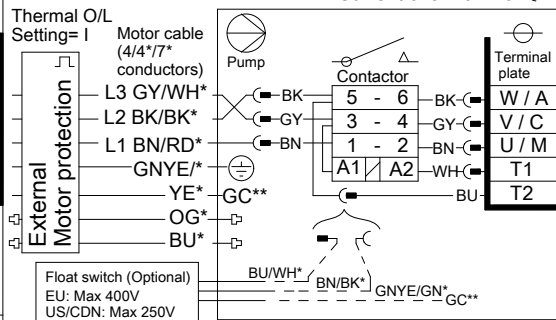 Thermal O/L
Setting= I
Motor cable
(4/4*/7*
conductors)
External
Motor protection
L3 GY/WH*
L2 BK/BK*
L1 BN/RD*
GNYE/*
YE*
GC**
OG*
BU*
Pump
BK
GY
BN
Contactor
5 - 6
3 - 4
1 - 2
A1 A2
BK
GY
BN
WH
BU
Terminal
plate
W / A
V / C
U / M
T1
T2
Float switch (Optional)
EU: Max 400V
US/CDN: Max 250V
BU/WH*
BN/BK*
GNYE/GN*
GC**